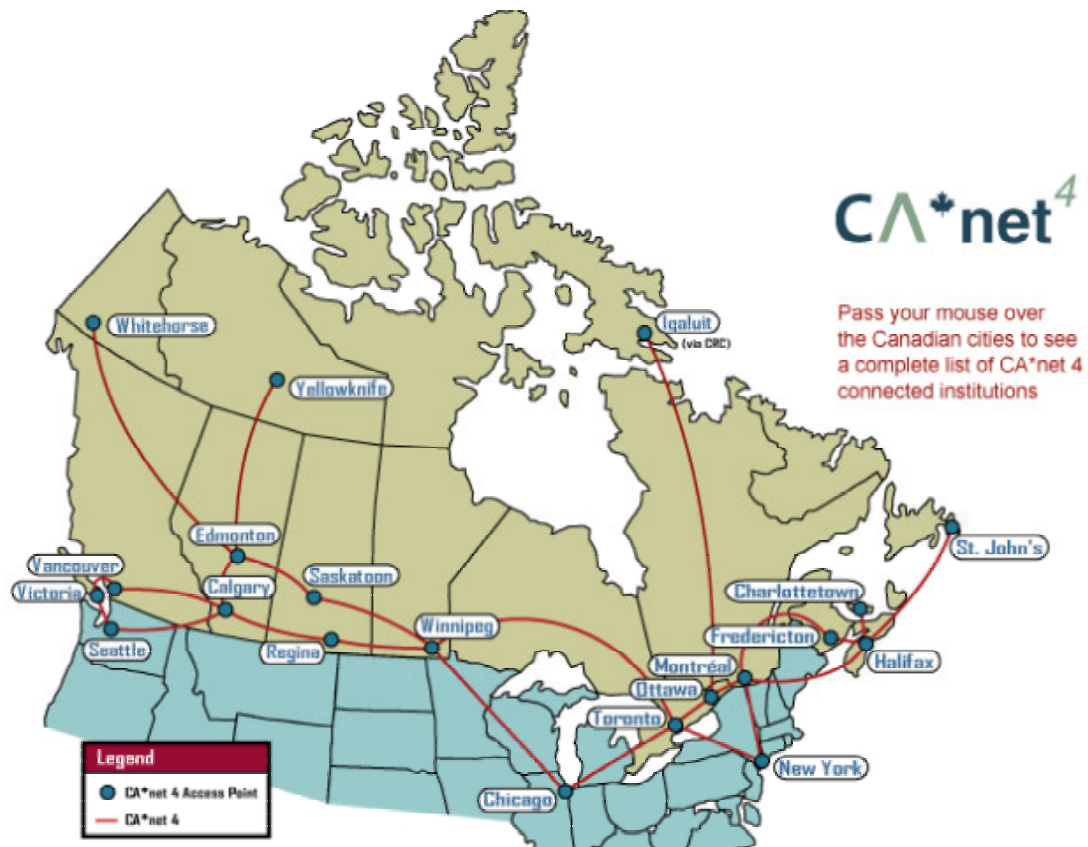 CA*net 4
Pass your mouse over
the Canadian cities to see
a complete list of CA*net 4
connected institutions
Whitehorse
Iqaluit
(via CRC)
Yellowknife
Edmonton
St. John's
Vancouver
Saskatoon
Calgary
Victoria
Charlottetown
Winnipeg
Fredericton
Seattle
Regina
Halifax
Montréal
Ottawa
Toronto
New York
Chicago
Legend
CA*net 4 Access Point
CA*net 4